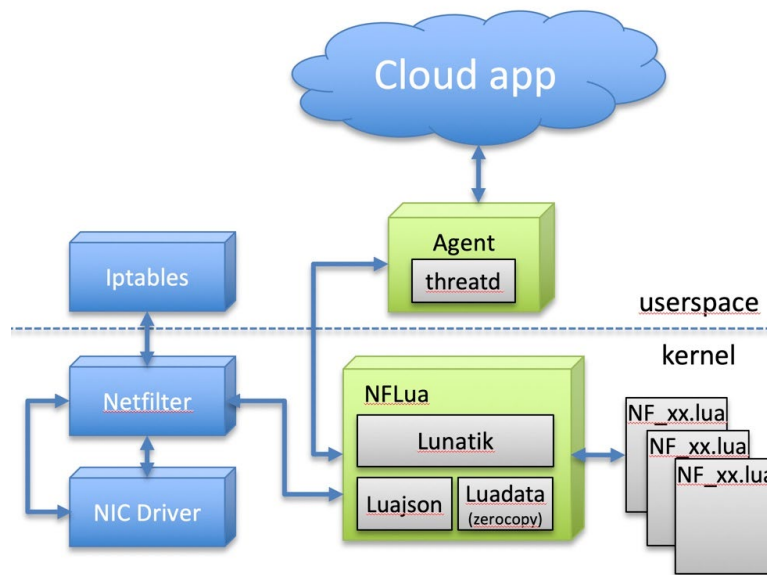 Cloud app
Agent
threatd
Iptables
userspace
kernel
Netfilter
NIC Driver
NFLua
Lunatik
Luajson
Luadata
(zerocopy)
NF_xx.lua
NF_xx.lua
NF_xx.lua